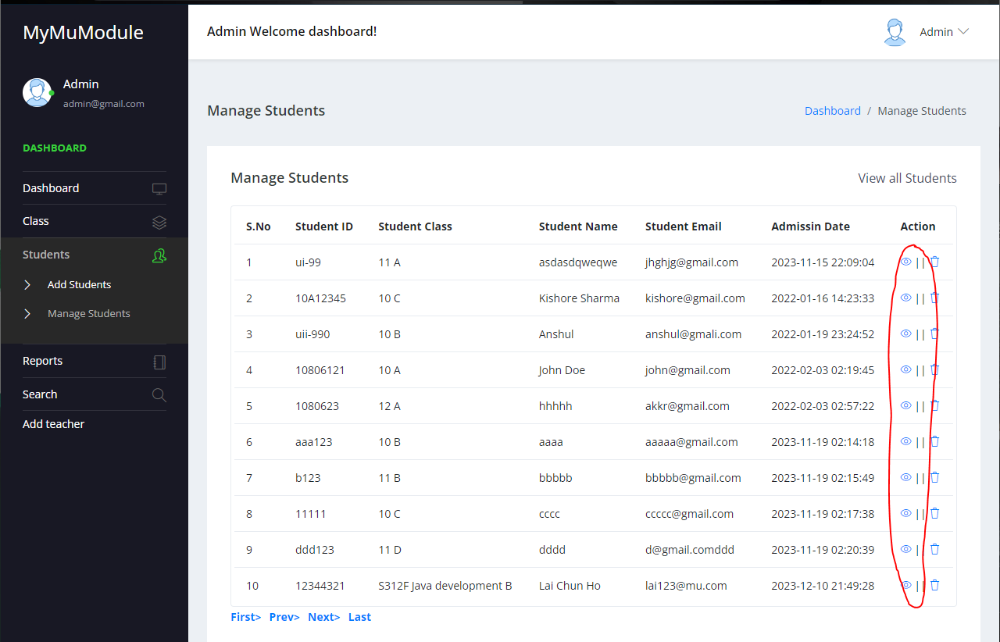 MyMuModule
Admin Welcome dashboard!
Admin
Admin
admin@gmail.com
DASHBOARD
Dashboard
Class
Students
Add Students
Manage Students
Reports
Search
Add teacher
Manage Students
Dashboard / Manage Students
Manage Students
View all Students
S.No Student ID Student Class Student Name Student Email Admissin Date Action
1 ui-99 11 A asdasdqweqwe jhghjg@gmail.com 2023-11-15 22:09:04 ||
2 10A12345 10 C Kishore Sharma kishore@gmail.com 2022-01-16 14:23:33 ||
3 uii-990 10 B Anshul anshul@gmali.com 2022-01-19 23:24:52 ||
4 10806121 10 A John Doe john@gmail.com 2022-02-03 02:19:45 ||
5 1080623 12 A hhhhh akkr@gmail.com 2022-02-03 02:57:22 ||
6 aaa123 10 B aaaa aaaaa@gmail.com 2023-11-19 02:14:18 ||
7 b123 11 B bbbbb bbbbb@gmail.com 2023-11-19 02:15:49 ||
8 11111 10 C cccc ccccc@gmail.com 2023-11-19 02:17:38 ||
9 ddd123 11 D dddd d@gmail.comddd 2023-11-19 02:20:39 ||
10 12344321 S312F Java development B Lai Chun Ho lai123@mu.com 2023-12-10 21:49:28 ||
First> Prev> Next> Last